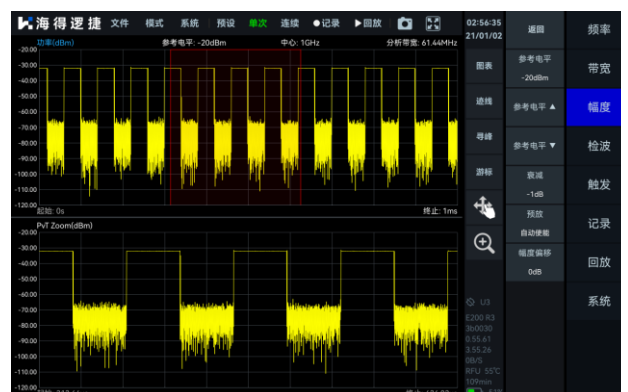 海得逻捷 文件 模式 系统 预设 单次 连续 ●记录 ▶回放
功率(dBm) 参考电平: -20dBm 中心: 1GHz 分析带宽: 61.44MHz
-20.00
-30.00
-40.00
-50.00
-60.00
-70.00
-80.00
-90.00
-100.00
-110.00
-120.00
起始: 0s 终止: 1ms
PvT Zoom(dBm)
-20.00
-30.00
-40.00
-50.00
-60.00
-70.00
-80.00
-90.00
-100.00
-110.00
-120.00
02:56:35
21/01/02
图表
迹线
寻峰
游标
U3
E200 R3
3b0030
0.55.61
3.55.26
0B/S
RFU 55℃
109min
返回
参考电平
-20dBm
参考电平 ▲
参考电平 ▼
衰减
-1dB
预放
自动使能
幅度偏移
0dB
频率
带宽
幅度
检波
触发
记录
回放
系统